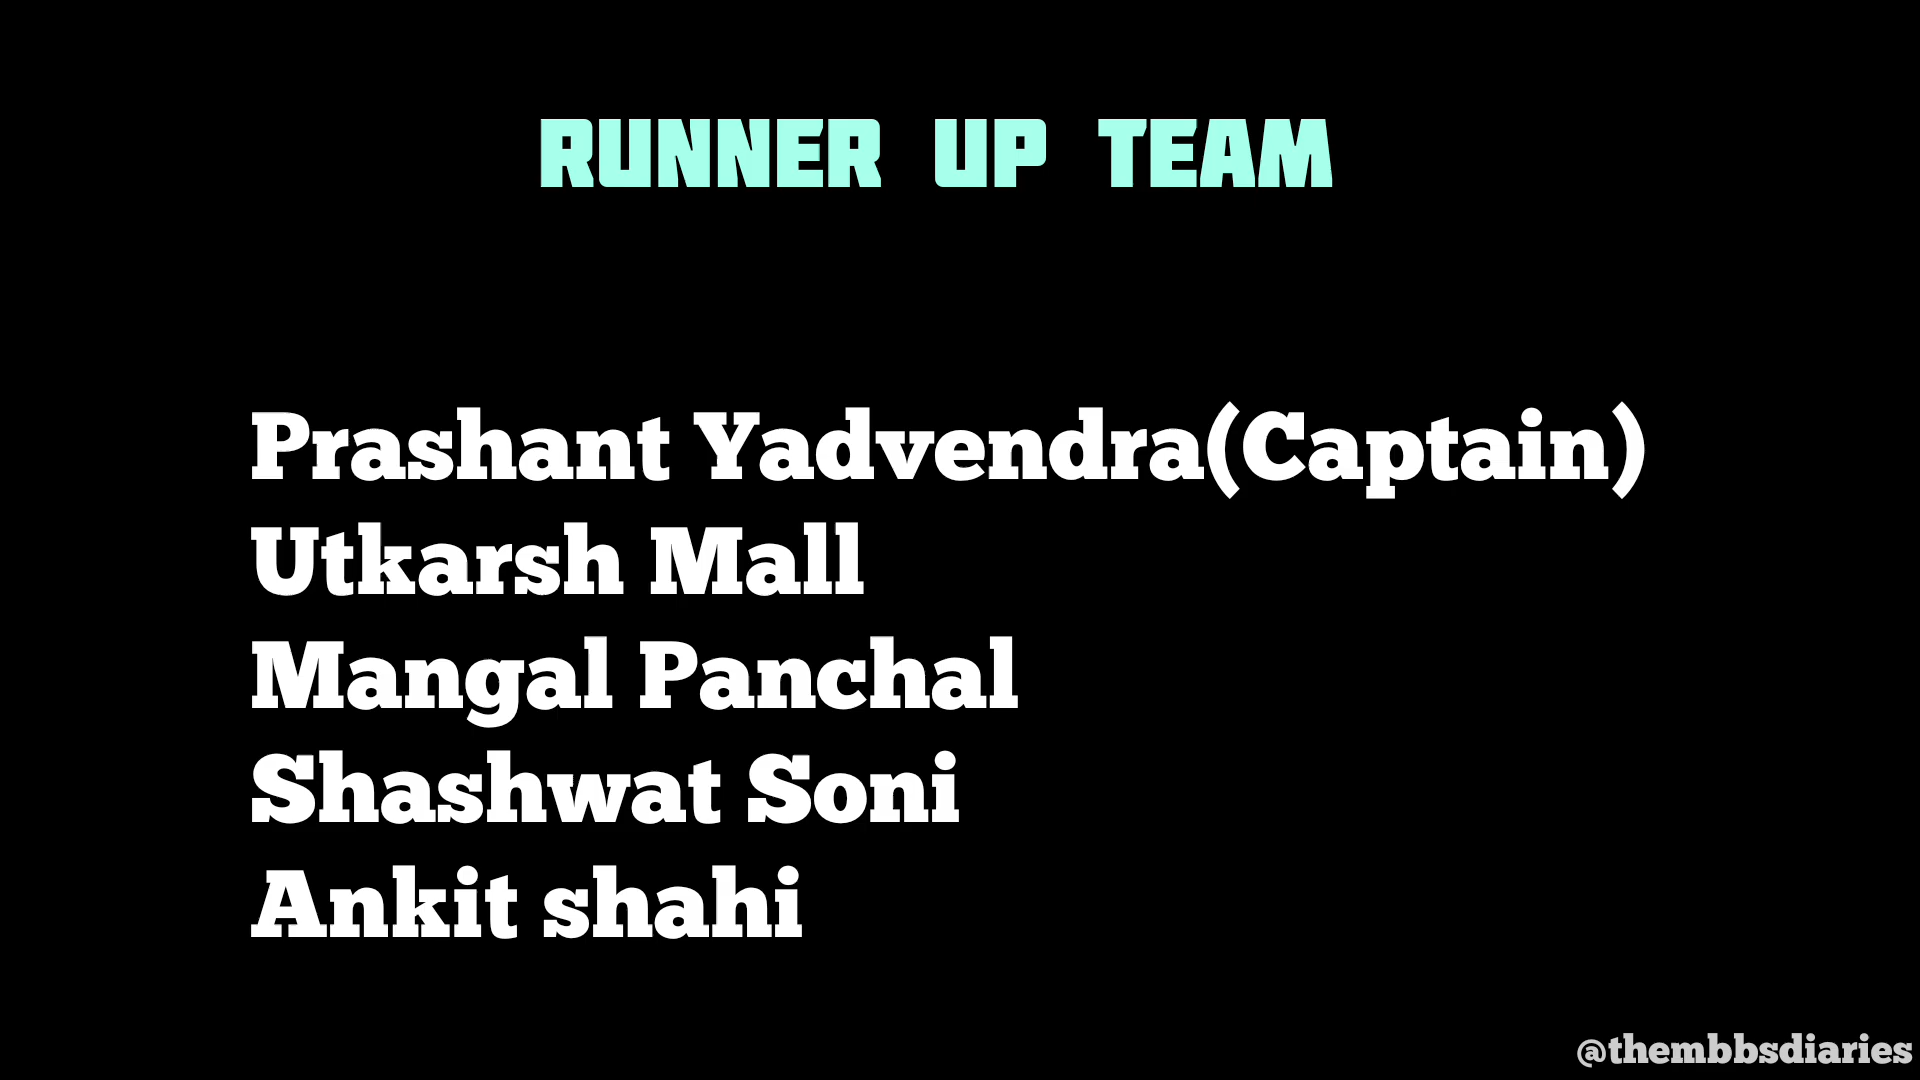 RUNNER UP TEAM
Prashant Yadvendra(Captain)
Utkarsh Mall
Mangal Panchal
Shashwat Soni
Ankit shahi
@thembbsdiaries